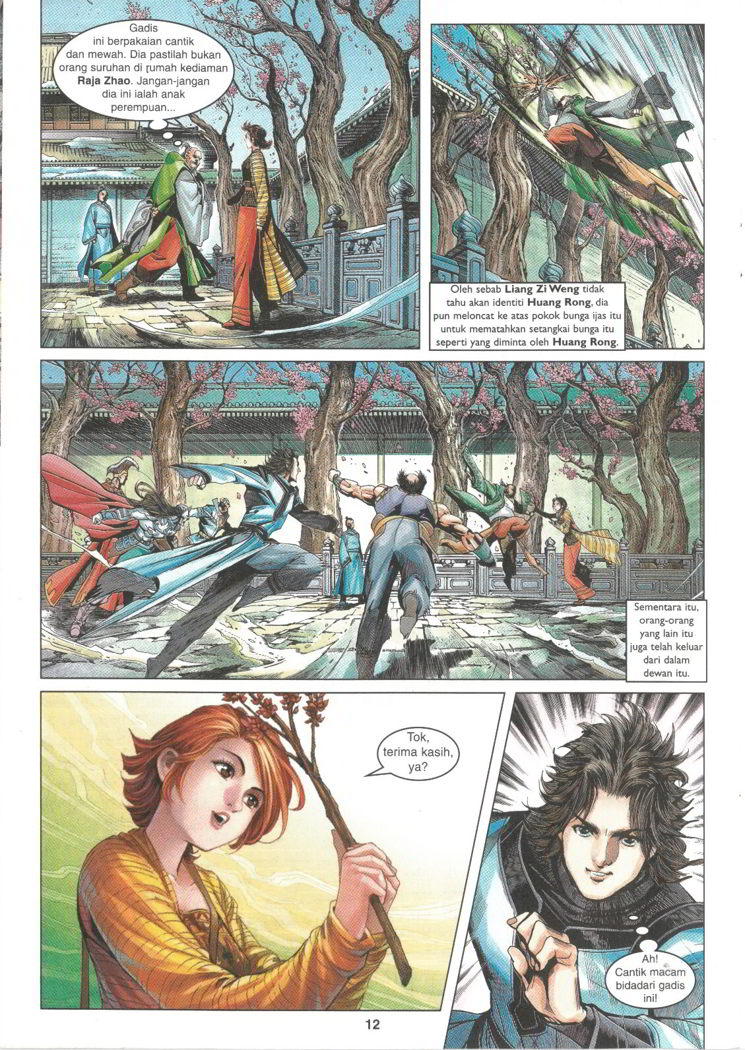 Gadis
ini berpakaian cantik
dan mewah. Dia pastilah bukan
orang suruhan di rumah kediaman
Raja Zhao. Jangan-jangan
dia ini ialah anak
perempuan...
Oleh sebab Liang Zi Weng tidak
tahu akan identiti Huang Rong, dia
pun meloncat ke atas pokok bunga ijas itu
untuk mematahkan setangkai bunga itu
seperti yang diminta oleh Huang Rong.
Sementara itu,
orang-orang
yang lain itu
juga telah keluar
dari dalam
dewan itu.
Tok,
terima kasih,
ya?
Ah!
Cantik macam
bidadari gadis
ini!
12